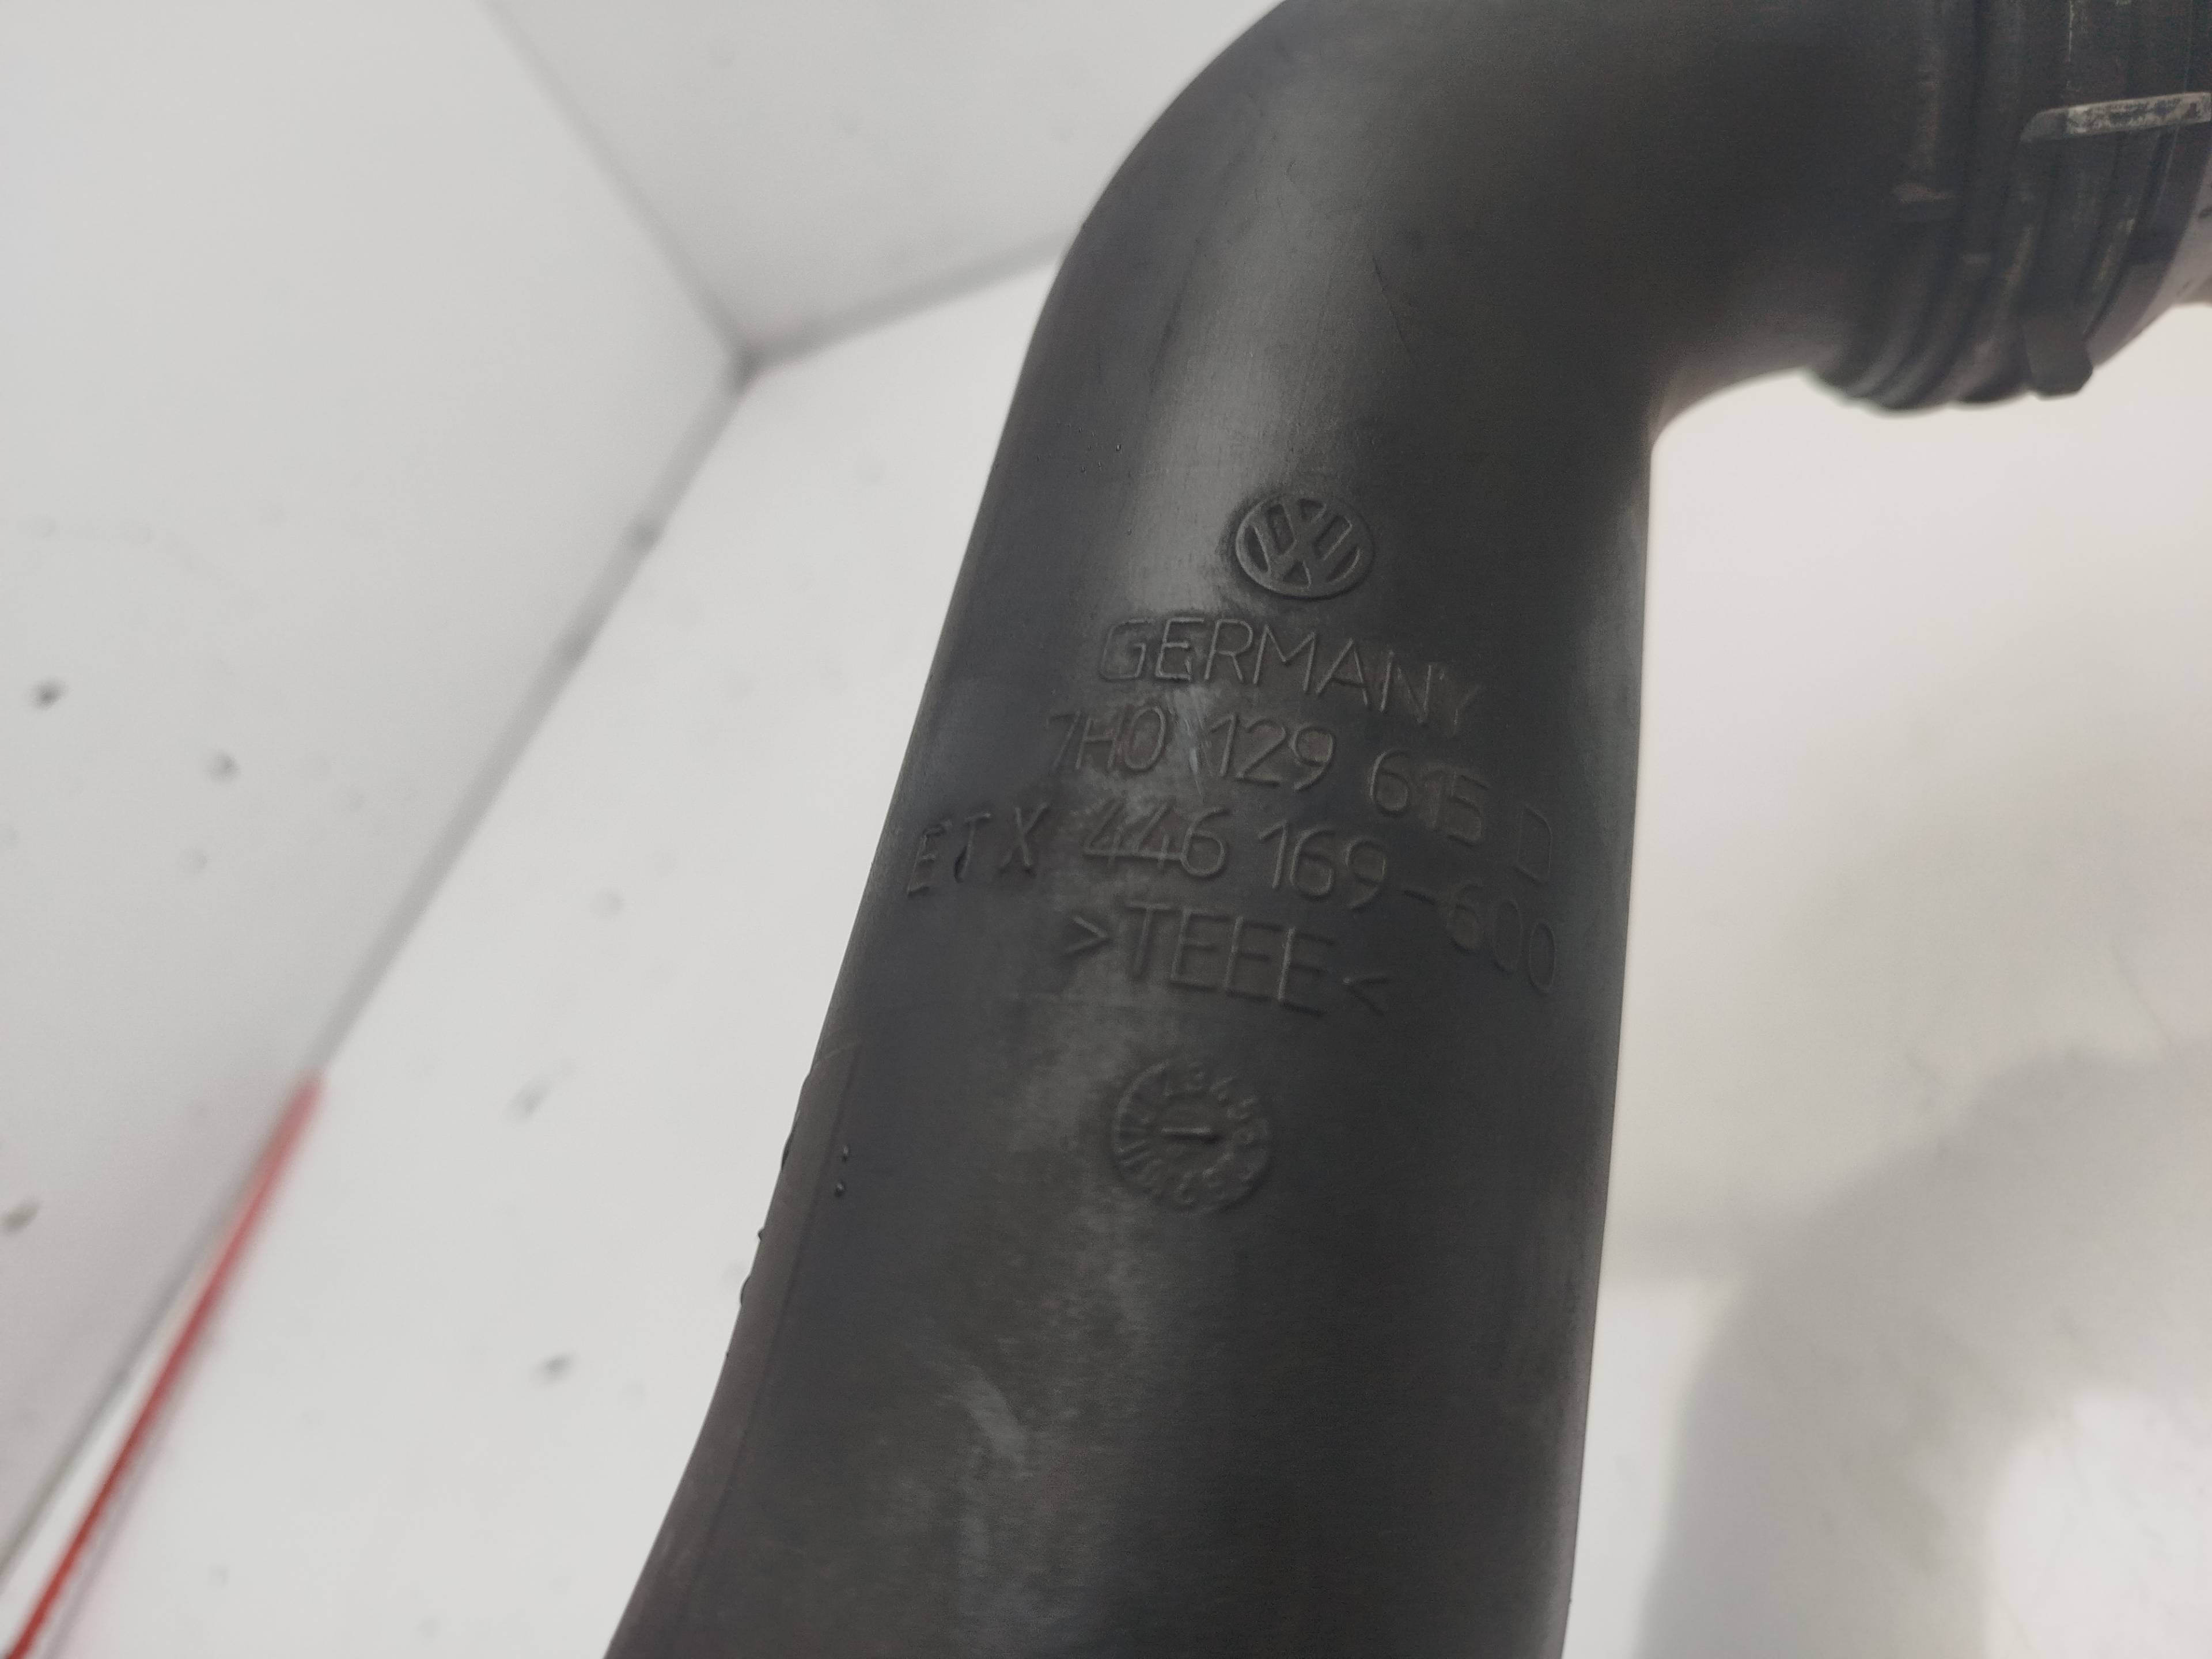 GERMANY
7H0 129 615 D
ETX 446 169-600
>TEEE<